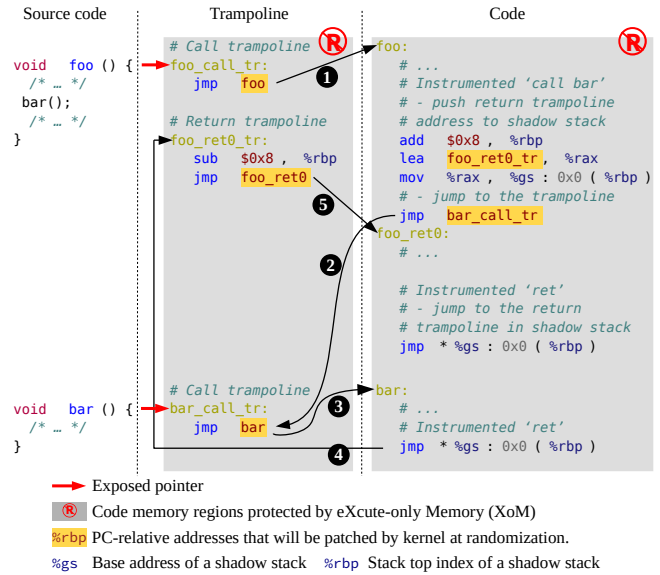 Source code
Trampoline
Code
void foo () {
/* … */
bar();
/* … */
}
# Call trampoline
foo_call_tr:
jmp foo
# Return trampoline
foo_ret0_tr:
sub $0x8 , %rbp
jmp foo_ret0
foo:
# ...
# Instrumented ‘call bar’
# - push return trampoline
# address to shadow stack
add $0x8 , %rbp
lea foo_ret0_tr , %rax
mov %rax , %gs : 0x0 ( %rbp )
# - jump to the trampoline
jmp bar_call_tr
foo_ret0:
# ...
# Instrumented ‘ret’
# - jump to the return
# trampoline in shadow stack
jmp * %gs : 0x0 ( %rbp )
void bar () {
/* … */
}
# Call trampoline
bar_call_tr:
jmp bar
bar:
# ...
# Instrumented ‘ret’
jmp * %gs : 0x0 ( %rbp )
1
5
2
3
4
R
R
Exposed pointer
R Code memory regions protected by eXcute-only Memory (XoM)
%rbp PC-relative addresses that will be patched by kernel at randomization.
%gs Base address of a shadow stack %rbp Stack top index of a shadow stack